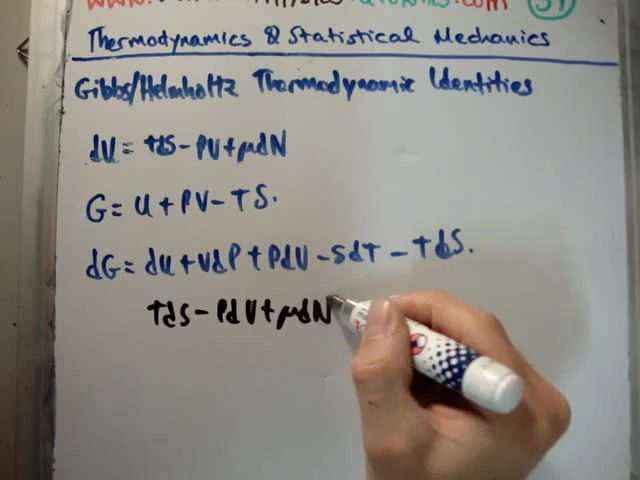 Thermodynamics & Statistical Mechanics
Gibbs/Helmholtz Thermodynamic Identities
dU = TdS - PV + μdN
G = U + PV - TS.
dG = dU + VdP + PdV - SdT - TdS.
TdS - PdV + μdN